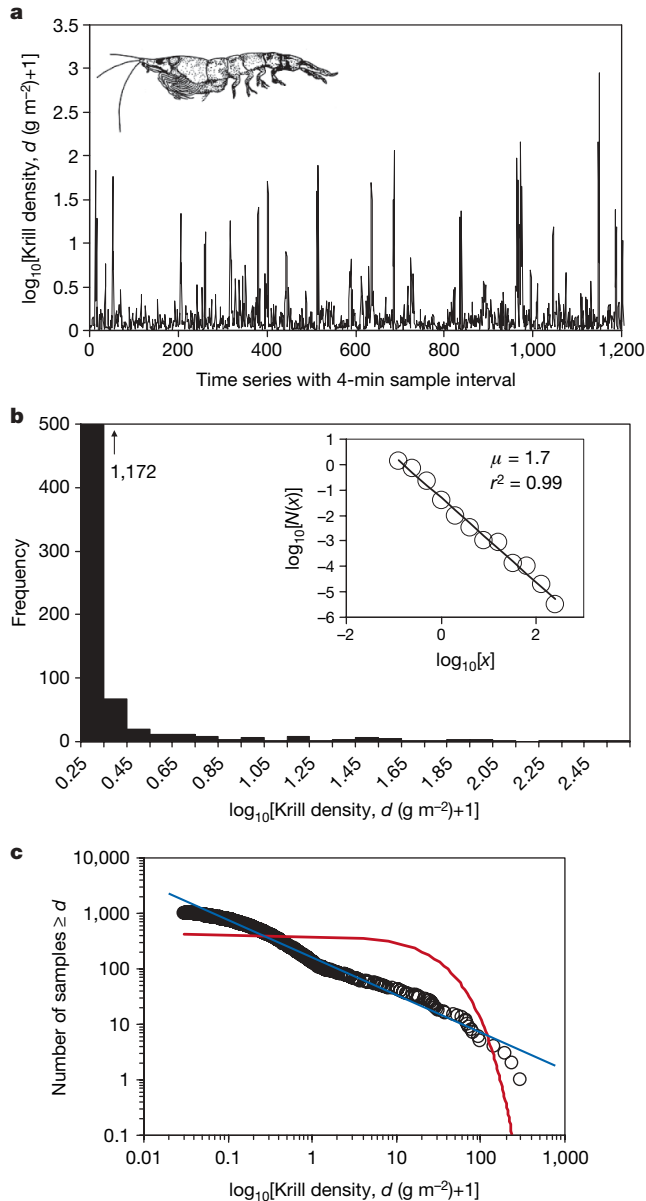 a
3.5
3
2.5
2
1.5
1
0.5
0
log10[Krill density, d (g m–2)+1]
0 200 400 600 800 1,000 1,200
Time series with 4-min sample interval
b
500
400
300
200
100
0
Frequency
1,172
1
0
–1
–2
–3
–4
–5
–6
log10[N(x)]
μ = 1.7
r2 = 0.99
–2 0 2
log10[x]
0.25 0.45 0.65 0.85 1.05 1.25 1.45 1.65 1.85 2.05 2.25 2.45
log10[Krill density, d (g m–2)+1]
c
10,000
1,000
100
10
1
0.1
Number of samples ≥ d
0.01 0.1 1 10 100 1,000
log10[Krill density, d (g m–2)+1]